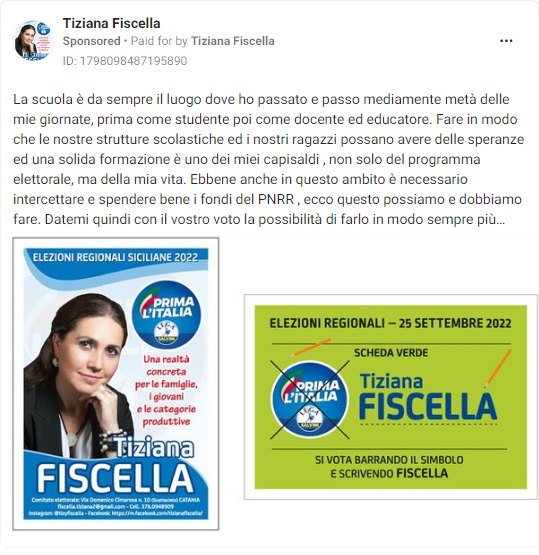 Tiziana Fiscella
Sponsored • Paid for by Tiziana Fiscella
ID: 1798098487195890
La scuola è da sempre il luogo dove ho passato e passo mediamente metà delle
mie giornate, prima come studente poi come docente ed educatore. Fare in modo
che le nostre strutture scolastiche ed i nostri ragazzi possano avere delle speranze
ed una solida formazione è uno dei miei capisaldi , non solo del programma
elettorale, ma della mia vita. Ebbene anche in questo ambito è necessario
intercettare e spendere bene i fondi del PNRR , ecco questo possiamo e dobbiamo
fare. Datemi quindi con il vostro voto la possibilità di farlo in modo sempre più...
ELEZIONI REGIONALI SICILIANE 2022
PRIMA
L'ITALIA
LEGA
SALVINI
Una realtà
concreta
per le famiglie,
i giovani
e le categorie
produttive
Tiziana
FISCELLA
Comitato elettorale: Via Domenico Cimarosa n. 10 (Grattacielo) CATANIA
fiscella.tiziana2@gmail.com - Cell. 376.0948909
Instagram: @tizyfiscella - Facebook: https://m.facebook.com/tizianafiscella/
ELEZIONI REGIONALI – 25 SETTEMBRE 2022
SCHEDA VERDE
PRIMA
L'ITALIA
LEGA
SALVINI
Tiziana
FISCELLA
SI VOTA BARRANDO IL SIMBOLO
E SCRIVENDO FISCELLA